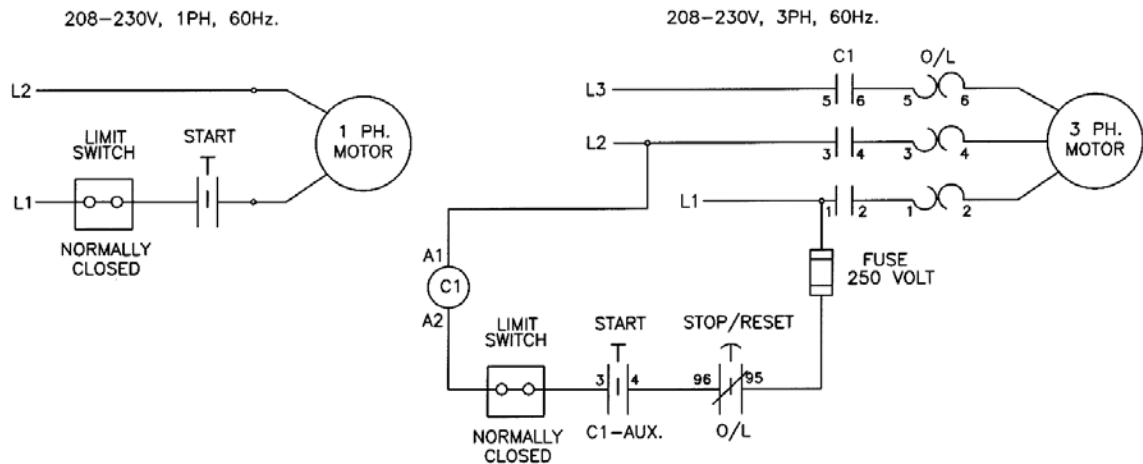 208-230V, 1PH, 60Hz.
L2
1 PH.
MOTOR
LIMIT
SWITCH
START
L1
NORMALLY
CLOSED
208-230V, 3PH, 60Hz.
C1
O/L
L3
5 6 5 6
L2
3 4 3 4
3 PH.
MOTOR
L1
1 2 1 2
FUSE
250 VOLT
A1
C1
A2
LIMIT
SWITCH
START
STOP/RESET
3 4 96 95
NORMALLY
CLOSED
C1-AUX.
O/L